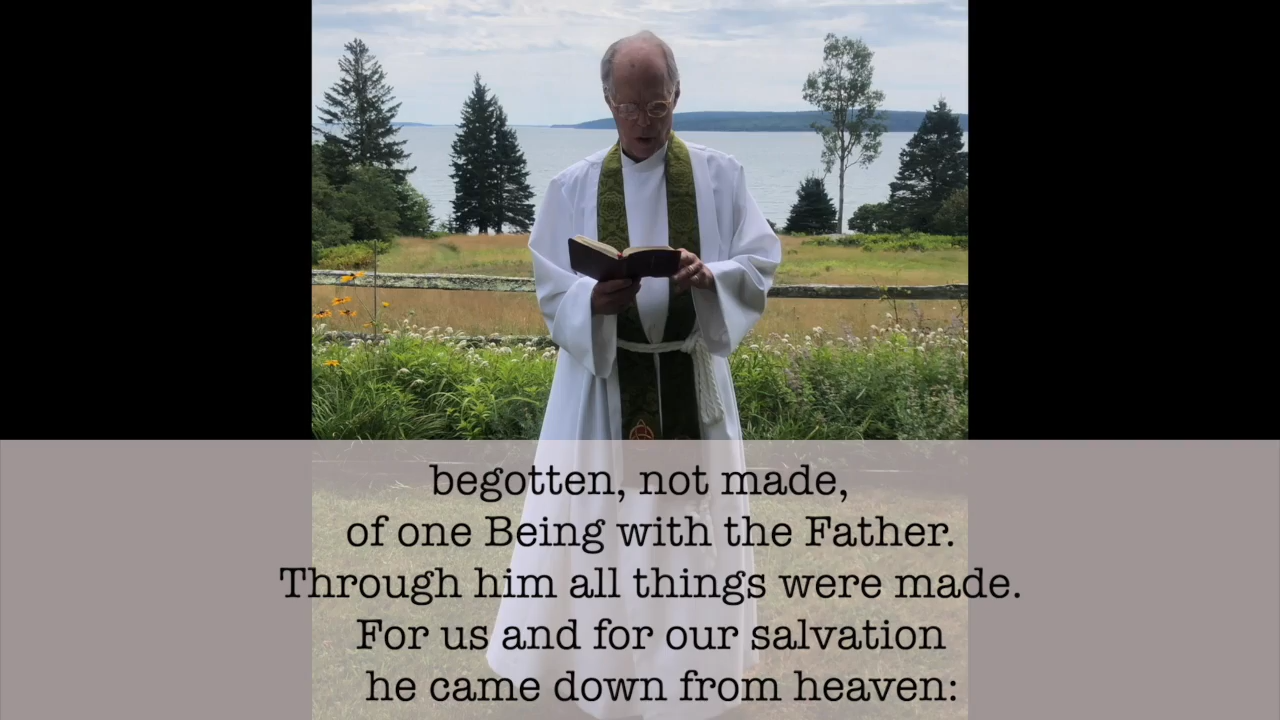 begotten, not made,
of one Being with the Father.
Through him all things were made.
For us and for our salvation
he came down from heaven: